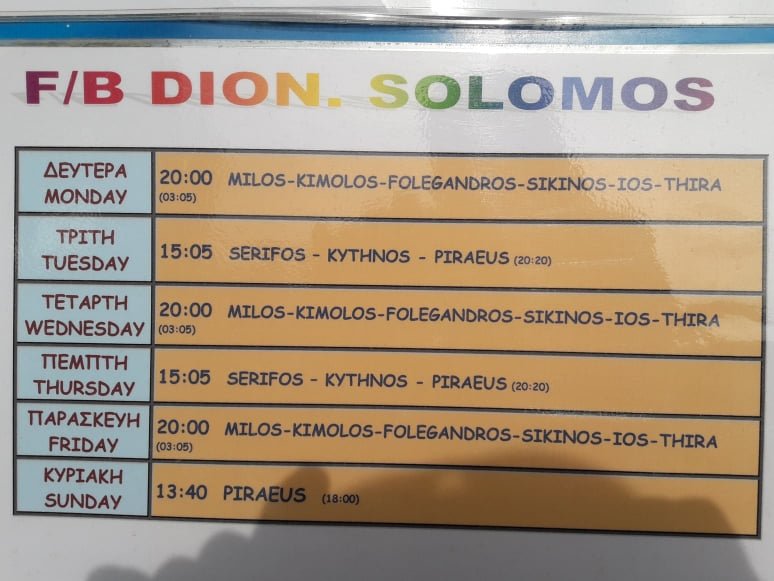 F/B DION. SOLOMOS
ΔΕΥΤΕΡΑ
MONDAY
20:00 MILOS-KIMOLOS-FOLEGANDROS-SIKINOS-IOS-THIRA
(03:05)
ΤΡΙΤΗ
TUESDAY
15:05 SERIFOS - KYTHNOS - PIRAEUS (20:20)
ΤΕΤΑΡΤΗ
WEDNESDAY
20:00 MILOS-KIMOLOS-FOLEGANDROS-SIKINOS-IOS-THIRA
(03:05)
ΠΕΜΠΤΗ
THURSDAY
15:05 SERIFOS - KYTHNOS - PIRAEUS (20:20)
ΠΑΡΑΣΚΕΥΗ
FRIDAY
20:00 MILOS-KIMOLOS-FOLEGANDROS-SIKINOS-IOS-THIRA
(03:05)
ΚΥΡΙΑΚΗ
SUNDAY
13:40 PIRAEUS (18:00)